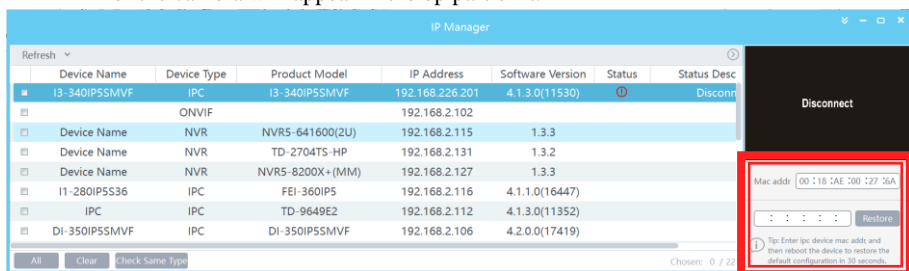 IP Manager
Refresh
Device Name Device Type Product Model IP Address Software Version Status Status Desc
I3-340IP5SMVF IPC I3-340IP5SMVF 192.168.226.201 4.1.3.0(11530) Disconn
ONVIF 192.168.2.102
Device Name NVR NVR5-641600(2U) 192.168.2.115 1.3.3
Device Name NVR TD-2704TS-HP 192.168.2.131 1.3.2
Device Name NVR NVR5-8200X+(MM) 192.168.2.127 1.3.3
I1-280IPS36 IPC FEI-360IP5 192.168.2.116 4.1.1.0(16447)
IPC IPC TD-9649E2 192.168.2.112 4.1.3.0(11352)
DI-350IP5SMVF IPC DI-350IP5SMVF 192.168.2.106 4.2.0.0(17419)
All Clear Check Same Type Chosen: 0 / 22
Disconnect
Mac addr 00 : 18 : AE : 00 : 27 : 6A
: : : : : Restore
Tip: Enter ipc device mac addr, and
then reboot the device to restore the
default configuration in 30 seconds.